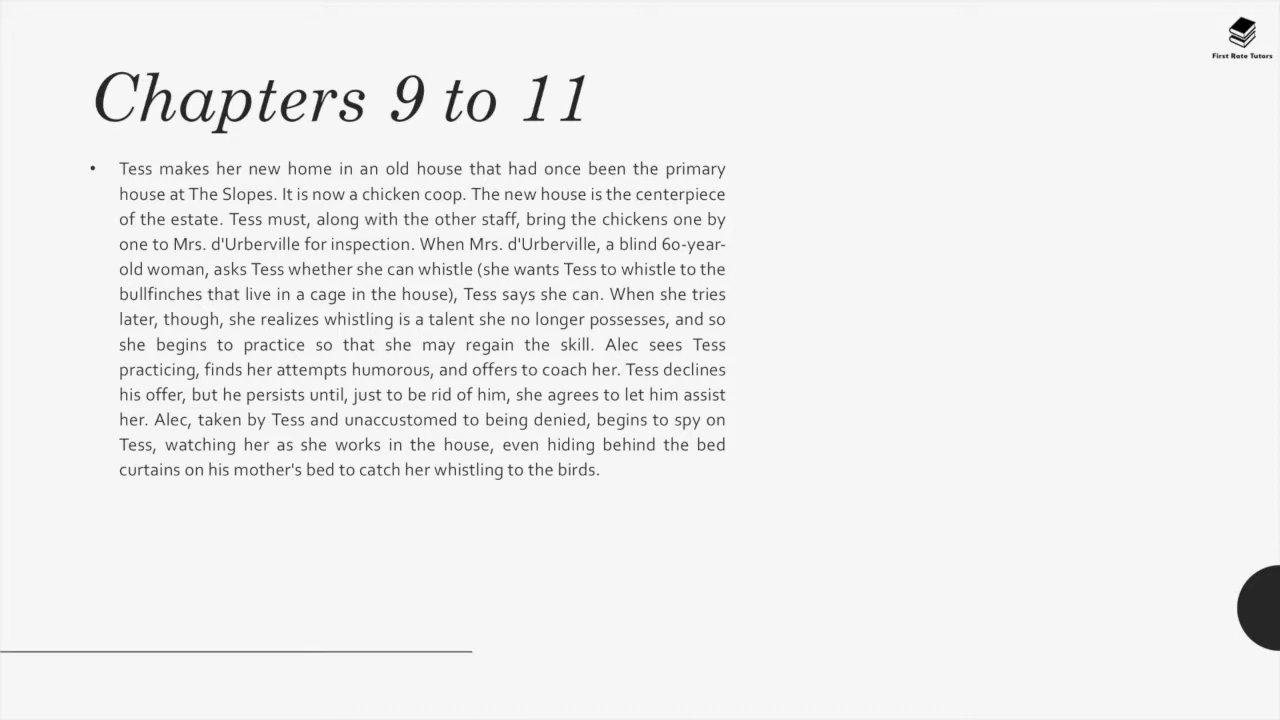 First Rate Tutors
Chapters 9 to 11
• Tess makes her new home in an old house that had once been the primary
house at The Slopes. It is now a chicken coop. The new house is the centerpiece
of the estate. Tess must, along with the other staff, bring the chickens one by
one to Mrs. d'Urberville for inspection. When Mrs. d'Urberville, a blind 60-year-
old woman, asks Tess whether she can whistle (she wants Tess to whistle to the
bullfinches that live in a cage in the house), Tess says she can. When she tries
later, though, she realizes whistling is a talent she no longer possesses, and so
she begins to practice so that she may regain the skill. Alec sees Tess
practicing, finds her attempts humorous, and offers to coach her. Tess declines
his offer, but he persists until, just to be rid of him, she agrees to let him assist
her. Alec, taken by Tess and unaccustomed to being denied, begins to spy on
Tess, watching her as she works in the house, even hiding behind the bed
curtains on his mother's bed to catch her whistling to the birds.